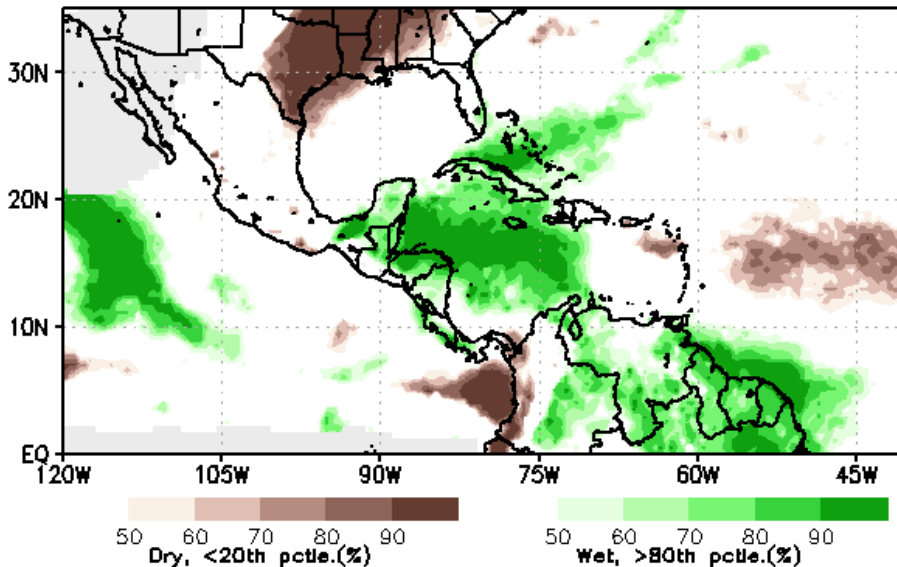 30N
20N
10N
EQ
120W 105W 90W 75W 60W 45W
50 60 70 80 90 50 60 70 80 90
Dry, <20th pctle.(%) Wet, >80th pctle.(%)